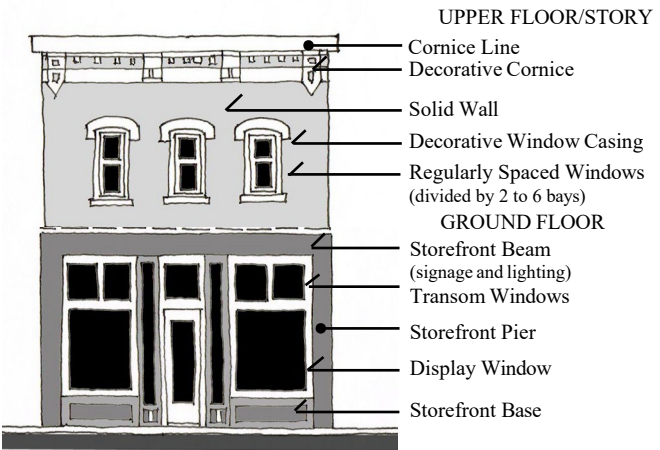 UPPER FLOOR/STORY
Cornice Line
Decorative Cornice
Solid Wall
Decorative Window Casing
Regularly Spaced Windows
(divided by 2 to 6 bays)
GROUND FLOOR
Storefront Beam
(signage and lighting)
Transom Windows
Storefront Pier
Display Window
Storefront Base